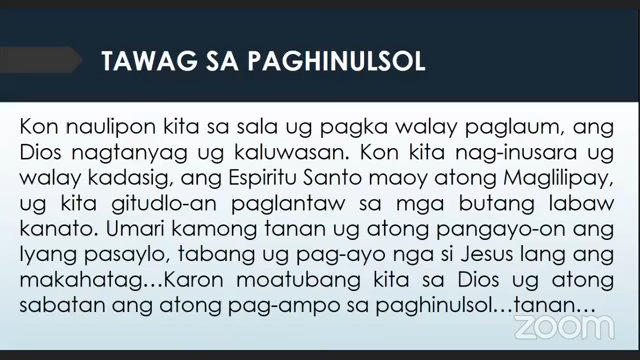 TAWAG SA PAGHINULSOL
Kon naulipon kita sa sala ug pagka walay paglaum, ang
Dios nagtanyag ug kaluwasan. Kon kita nag-inusara ug
walay kadasig, ang Espiritu Santo maoy atong Maglilipay,
ug kita gitudlo-an paglantaw sa mga butang labaw
kanato. Umari kamong tanan ug atong pangayo-on ang
Iyang pasaylo, tabang ug pag-ayo nga si Jesus lang ang
makahatag...Karon moatubang kita sa Dios ug atong
sabatan ang atong pag-ampo sa paghinulsol...tanan...
zoom